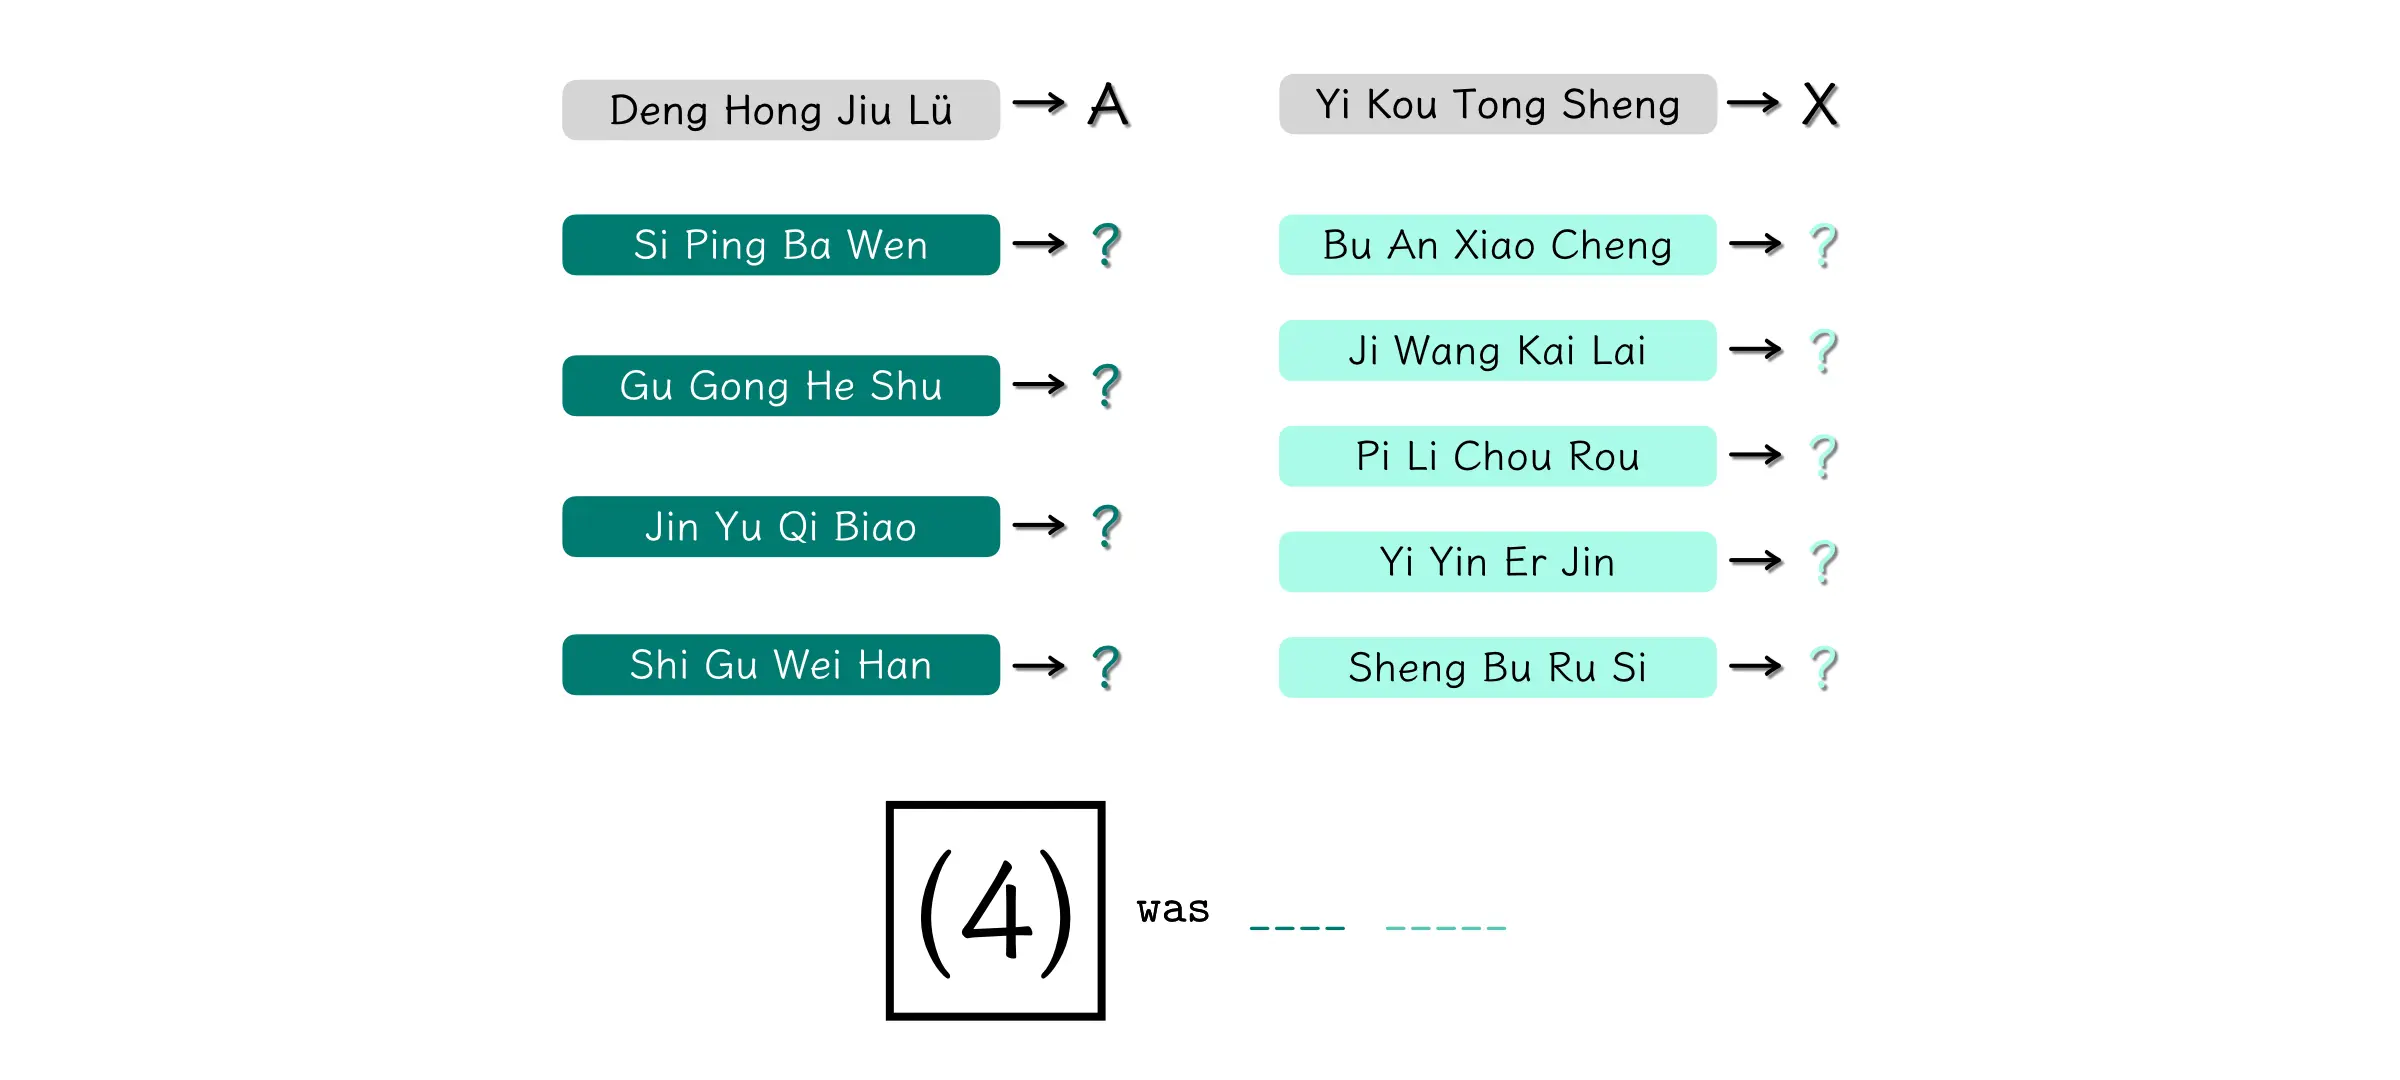 Deng Hong Jiu Lü → A
Si Ping Ba Wen → ?
Gu Gong He Shu → ?
Jin Yu Qi Biao → ?
Shi Gu Wei Han → ?
Yi Kou Tong Sheng → X
Bu An Xiao Cheng → ?
Ji Wang Kai Lai → ?
Pi Li Chou Rou → ?
Yi Yin Er Jin → ?
Sheng Bu Ru Si → ?
(4) was _ _ _ _ _ _ _ _ _